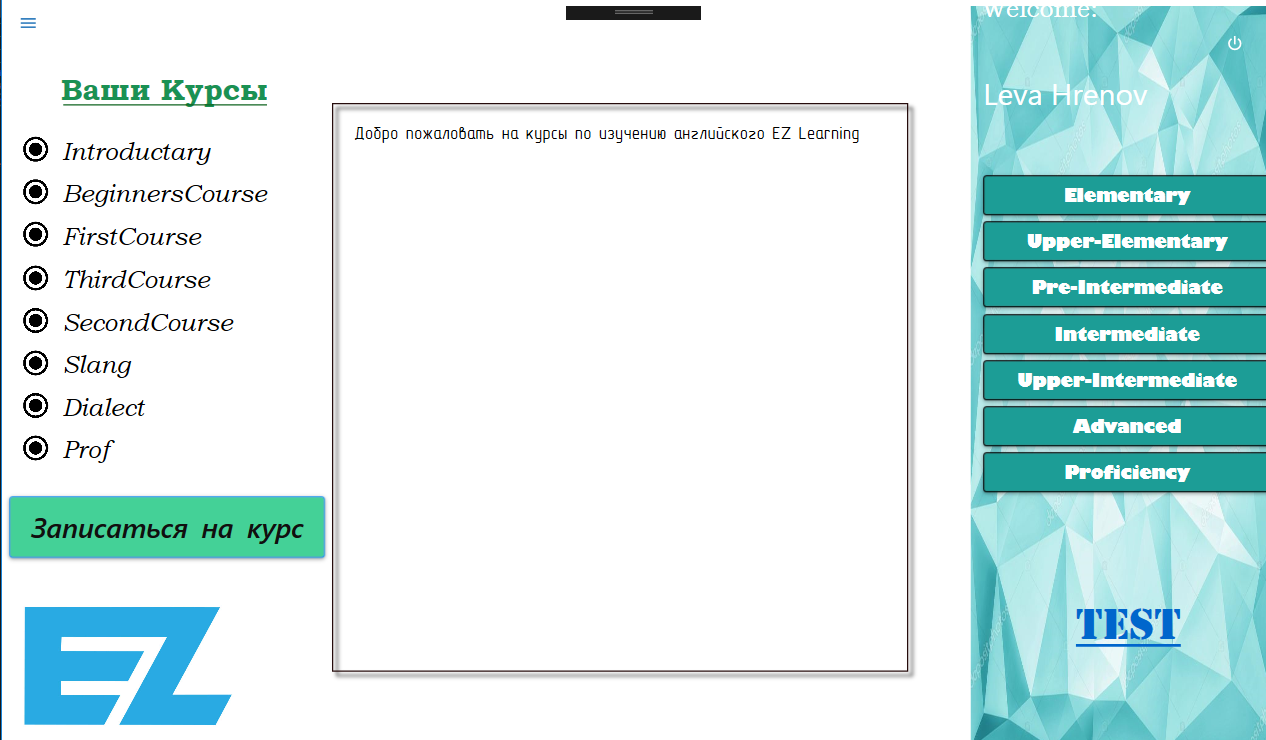 Ваши Курсы
Introductary
BeginnersCourse
FirstCourse
ThirdCourse
SecondCourse
Slang
Dialect
Prof
Записаться на курс
EZ
Добро пожаловать на курсы по изучению английского EZ Learning
Welcome:
Leva Hrenov
Elementary
Upper-Elementary
Pre-Intermediate
Intermediate
Upper-Intermediate
Advanced
Proficiency
TEST